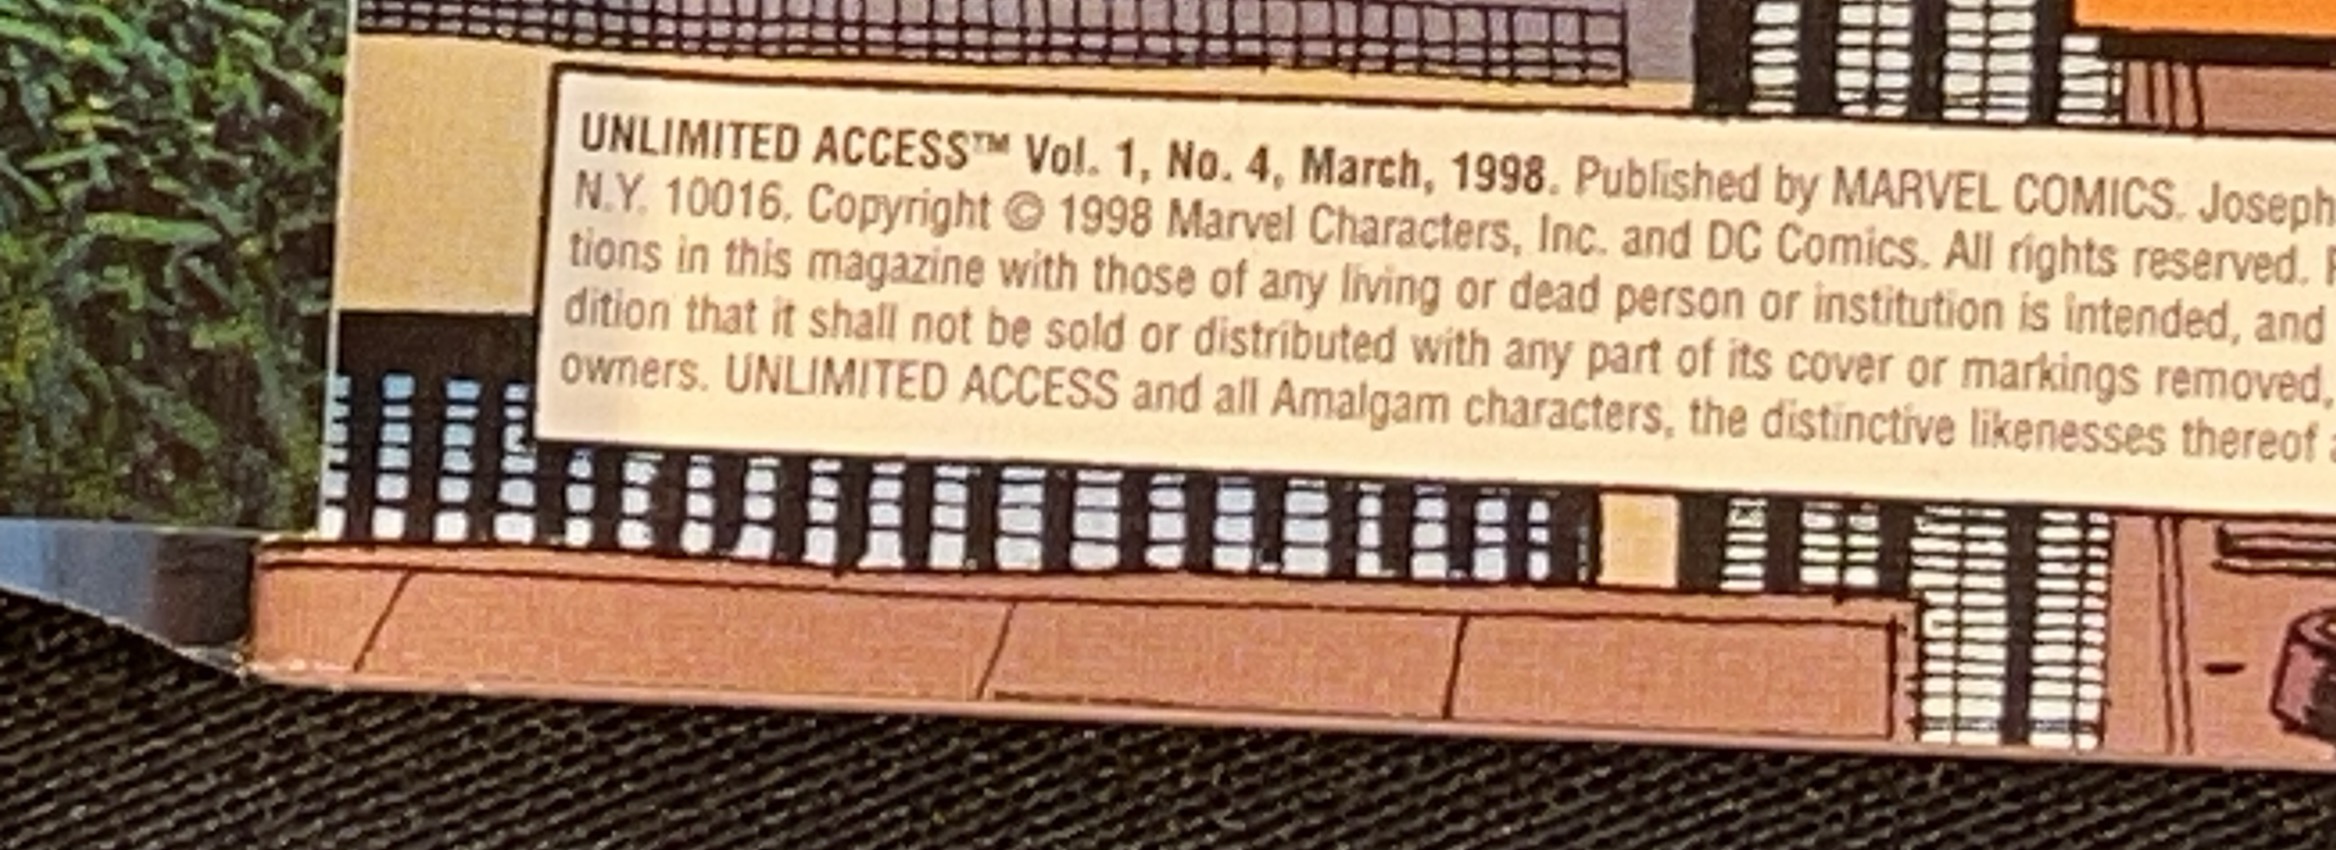 UNLIMITED ACCESS™ Vol. 1, No. 4, March, 1998. Published by MARVEL COMICS. Joseph
N.Y. 10016. Copyright © 1998 Marvel Characters, Inc. and DC Comics. All rights reserved.
tions in this magazine with those of any living or dead person or institution is intended, and
dition that it shall not be sold or distributed with any part of its cover or markings removed,
owners. UNLIMITED ACCESS and all Amalgam characters, the distinctive likenesses thereof